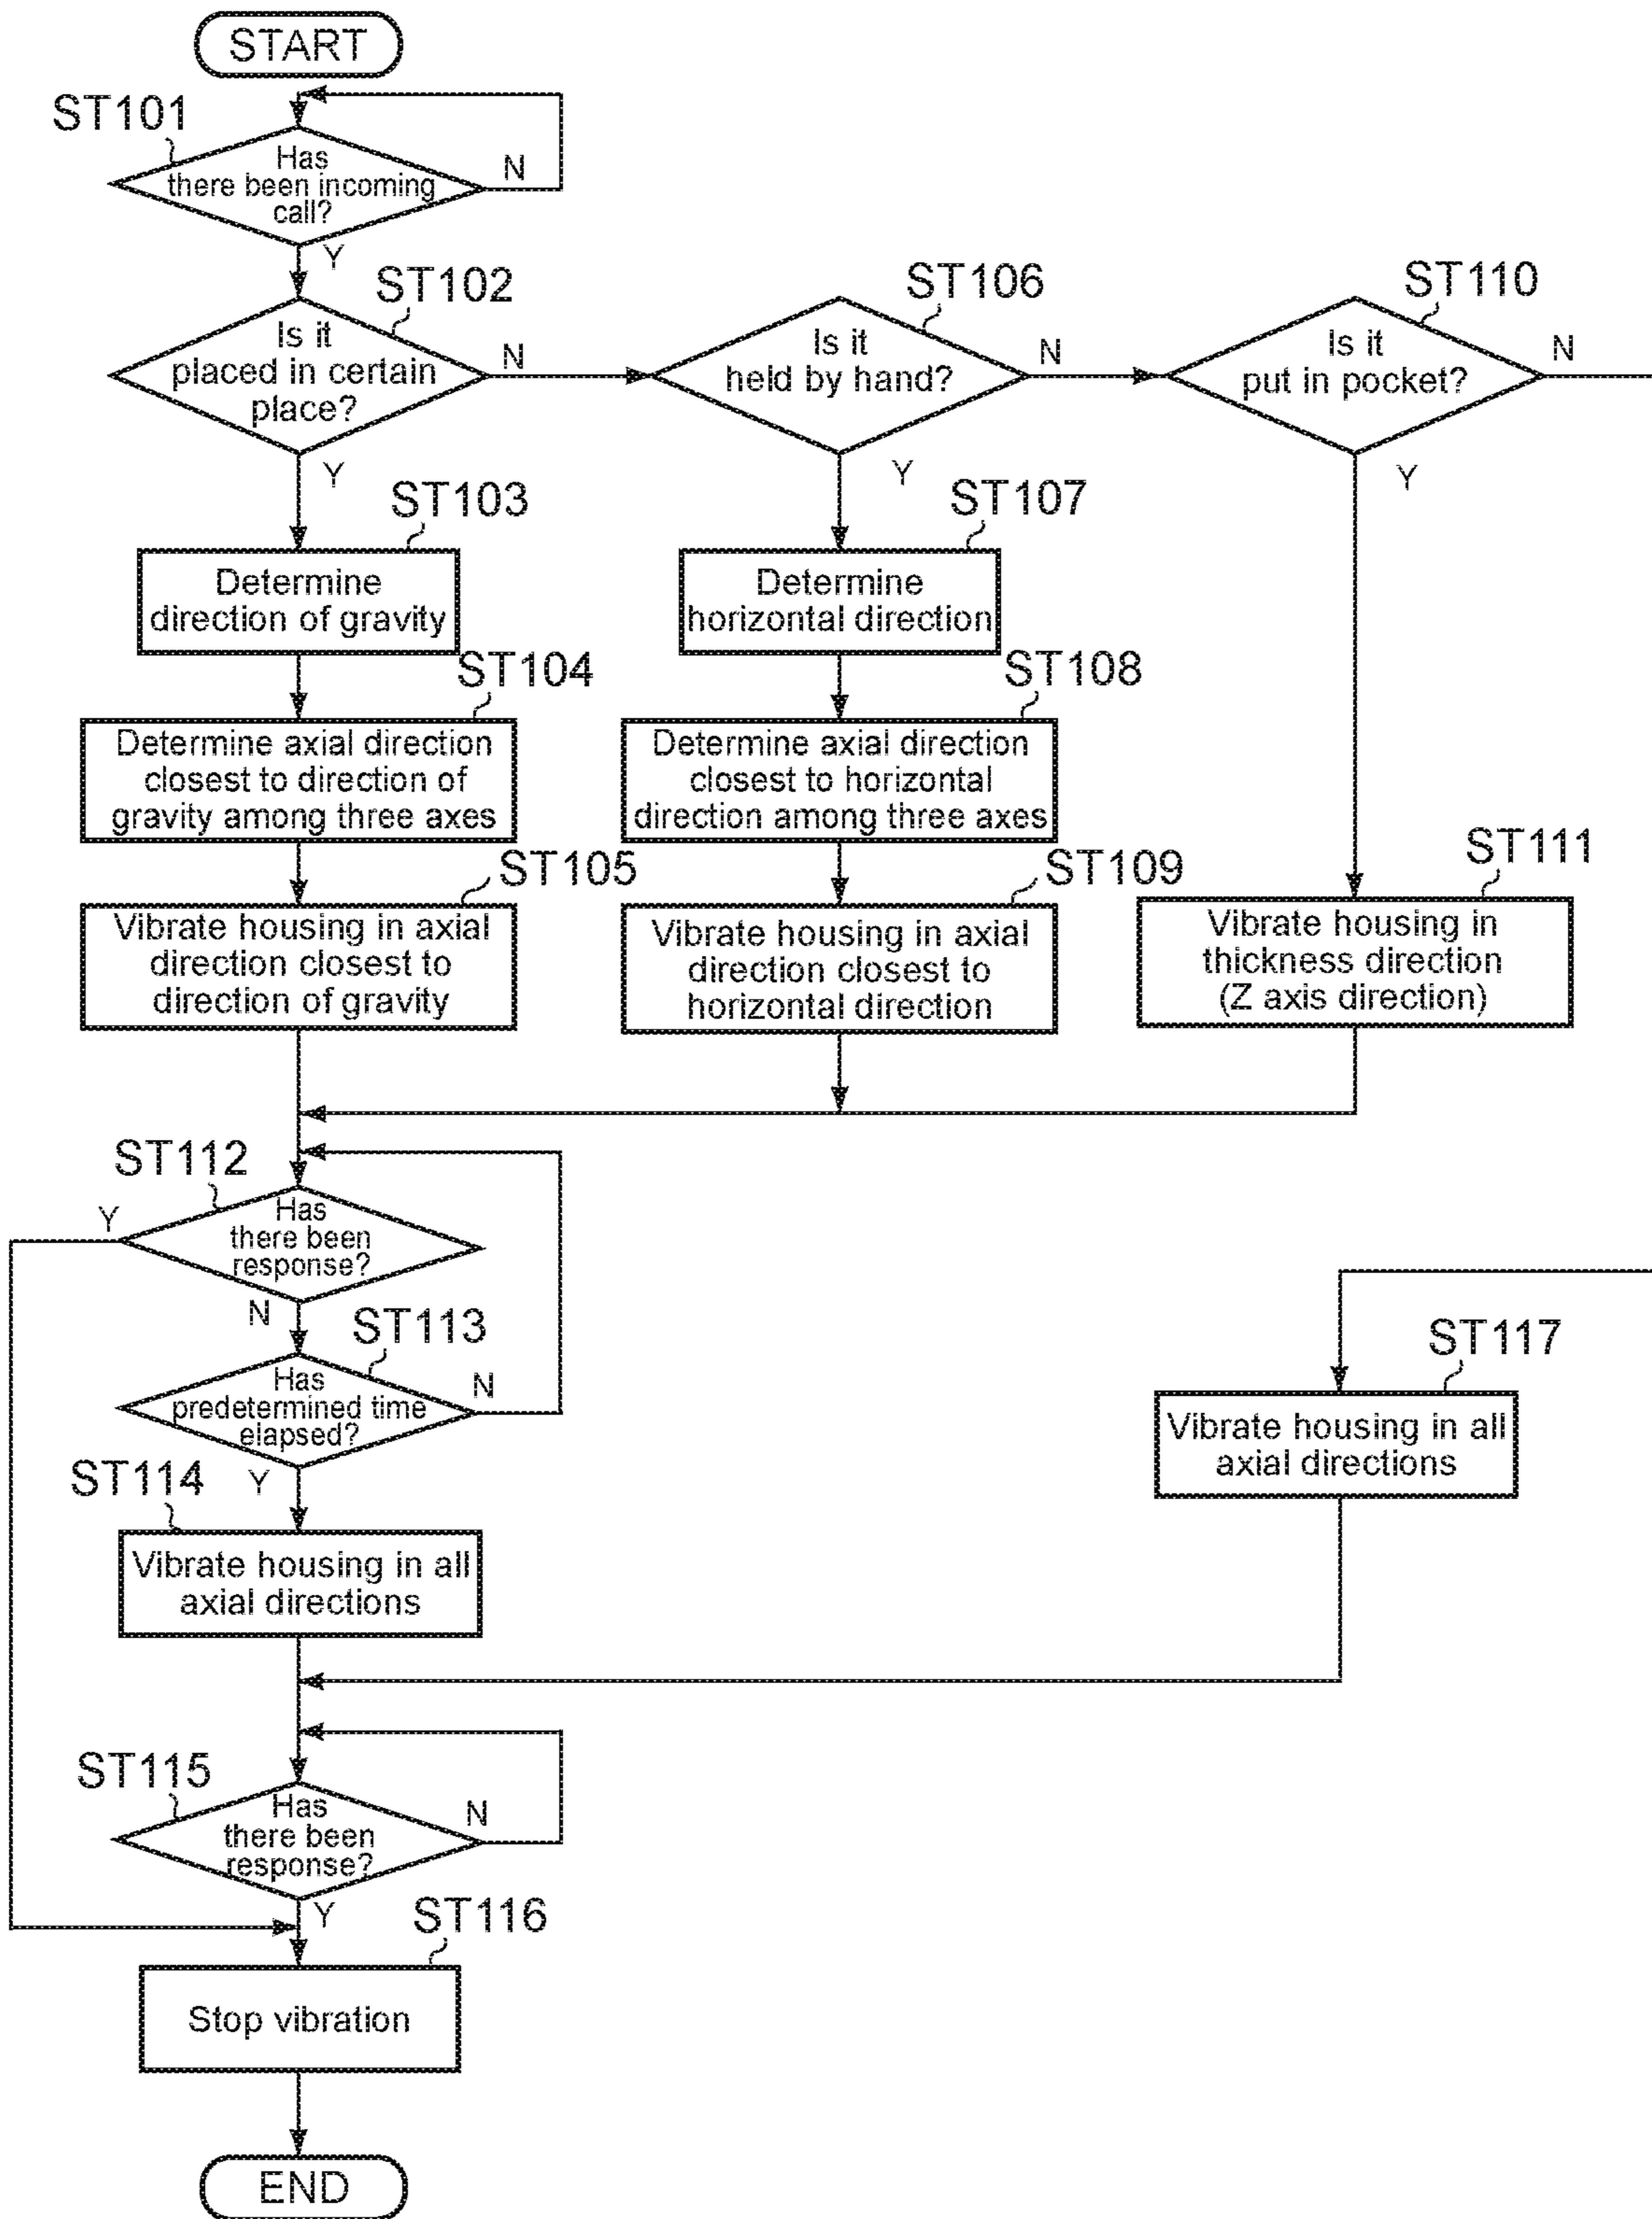 START
ST101
Has
there been incoming
call?
N
Y
ST102
Is it
placed in certain
place?
N
Y
ST106
Is it
held by hand?
N
Y
ST110
Is it
put in pocket?
N
Y
ST103
Determine
direction of gravity
ST107
Determine
horizontal direction
ST104
Determine axial direction
closest to direction of
gravity among three axes
ST108
Determine axial direction
closest to horizontal
direction among three axes
ST105
Vibrate housing in axial
direction closest to
direction of gravity
ST109
Vibrate housing in axial
direction closest to
horizontal direction
ST111
Vibrate housing in
thickness direction
(Z axis direction)
ST112
Y
Has
there been
response?
N
ST113
Has
predetermined time
elapsed?
N
Y
ST117
Vibrate housing in all
axial directions
ST114
Vibrate housing in all
axial directions
ST115
Has
there been
response?
N
Y
ST116
Stop vibration
END